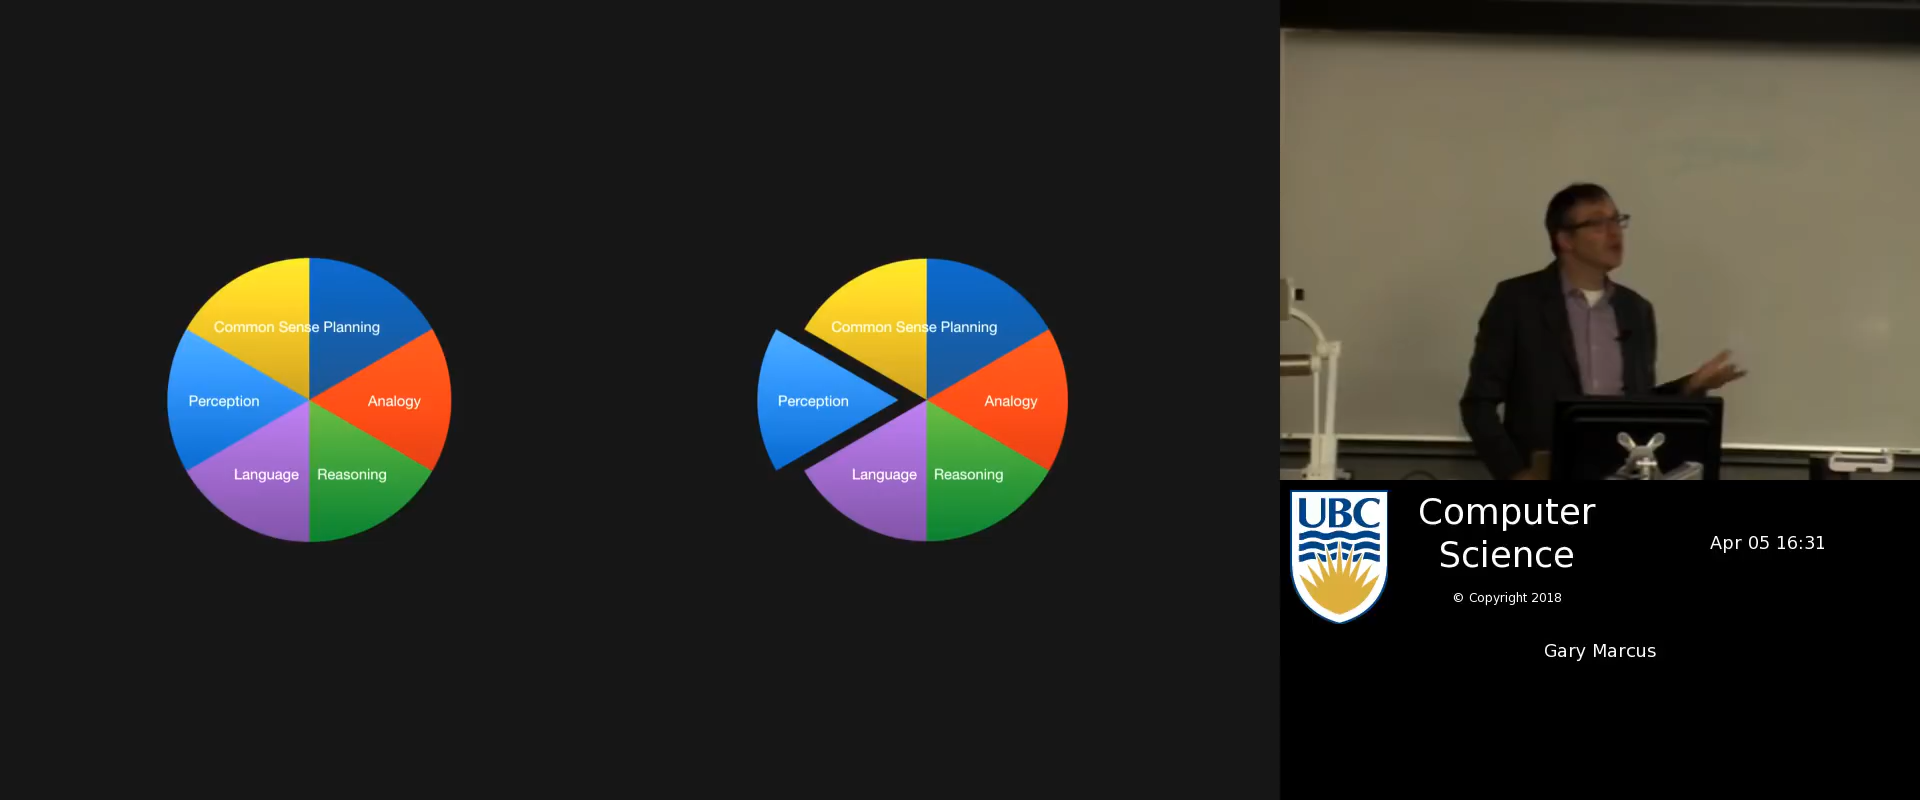 Common Sense Planning
Perception
Analogy
Language Reasoning
Common Sense Planning
Perception
Analogy
Language Reasoning
UBC
Computer
Science
© Copyright 2018
Apr 05 16:31
Gary Marcus